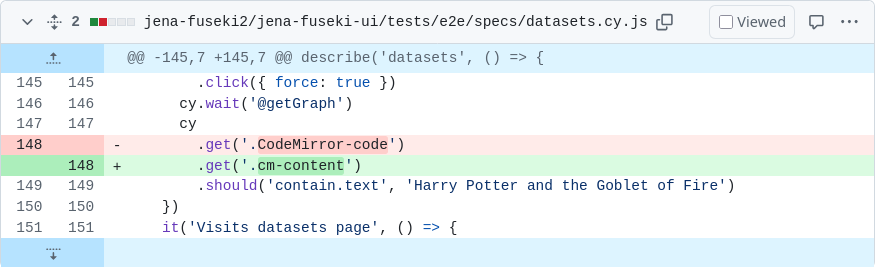 2 jena-fuseki2/jena-fuseki-ui/tests/e2e/specs/datasets.cy.js Viewed
@@ -145,7 +145,7 @@ describe('datasets', () => {
145 145 .click({ force: true })
146 146 cy.wait('@getGraph')
147 147 cy
148 - .get('.CodeMirror-code')
148 + .get('.cm-content')
149 149 .should('contain.text', 'Harry Potter and the Goblet of Fire')
150 150 })
151 151 it('Visits datasets page', () => {